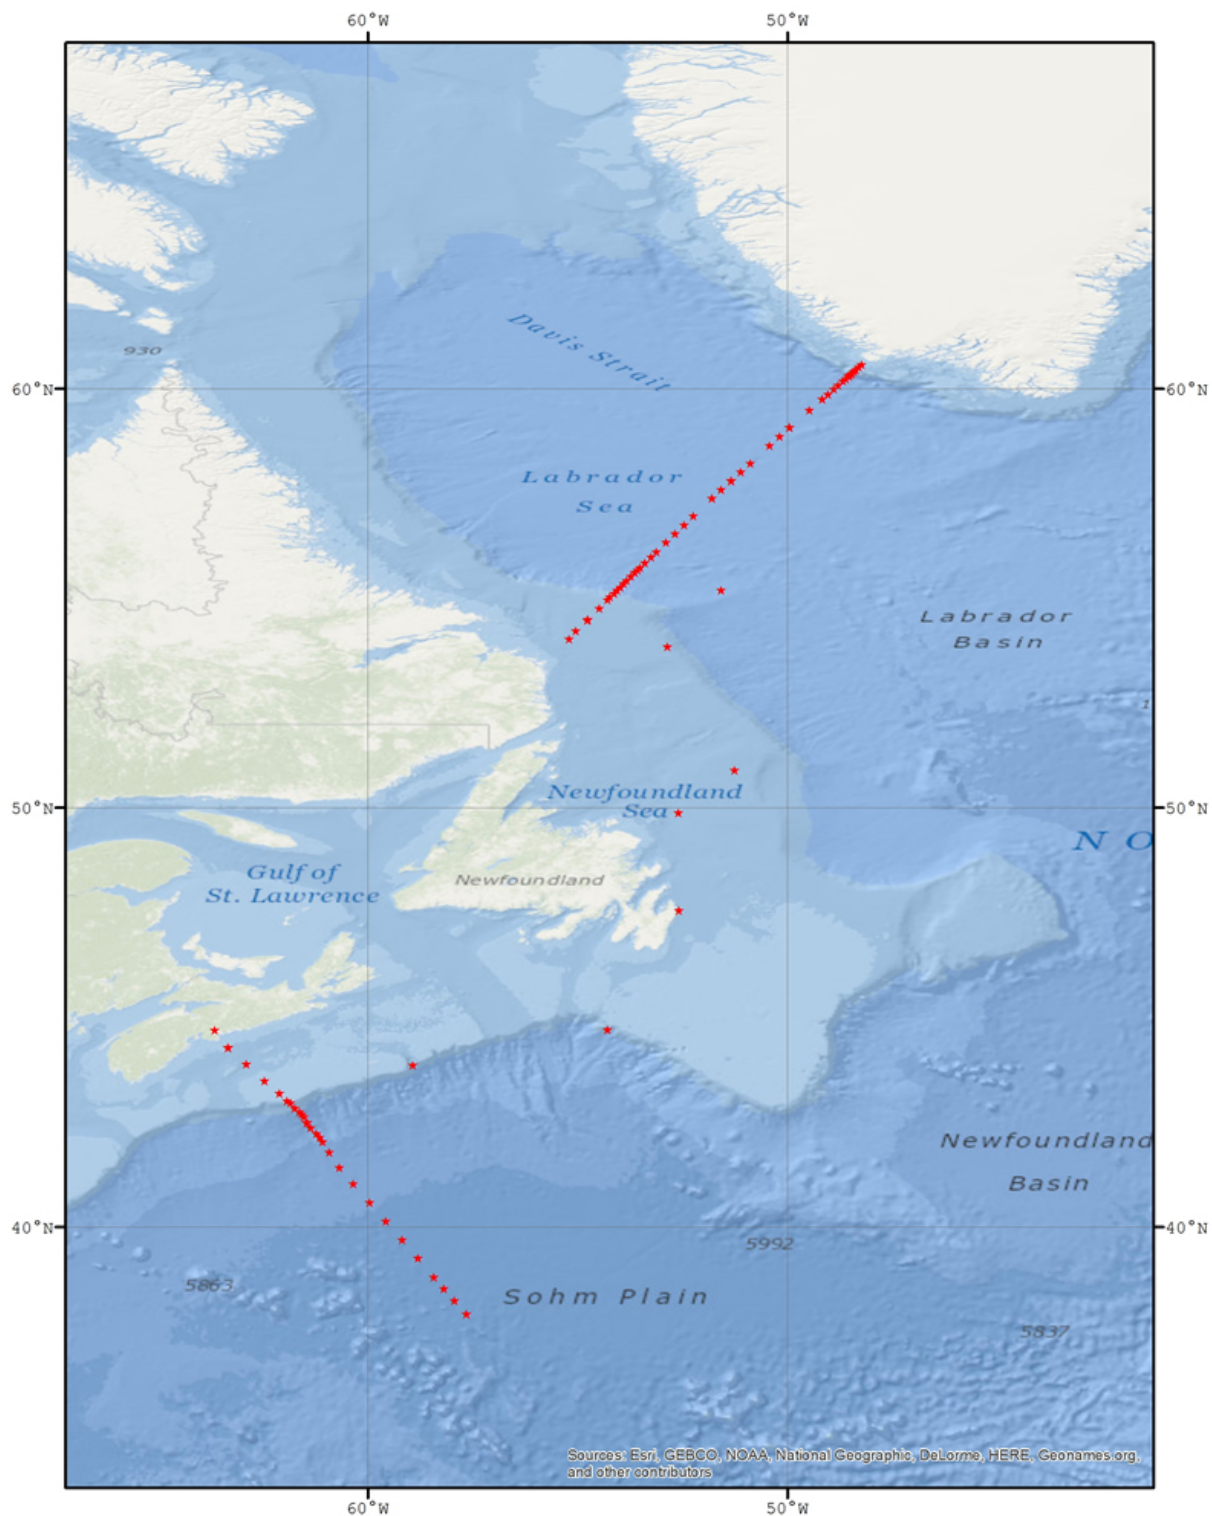 60°W 50°W
930
Davis Strait
60°N 60°N
Labrador
Sea
Labrador
Basin
1
50°N 50°N
Newfoundland
Sea
N O
Gulf of
St. Lawrence
Newfoundland
Newfoundland
Basin
40°N 40°N
5992
5863
Sohm Plain
5837
Sources: Esri, GEBCO, NOAA, National Geographic, DeLorme, HERE, Geonames.org,
and other contributors
60°W 50°W